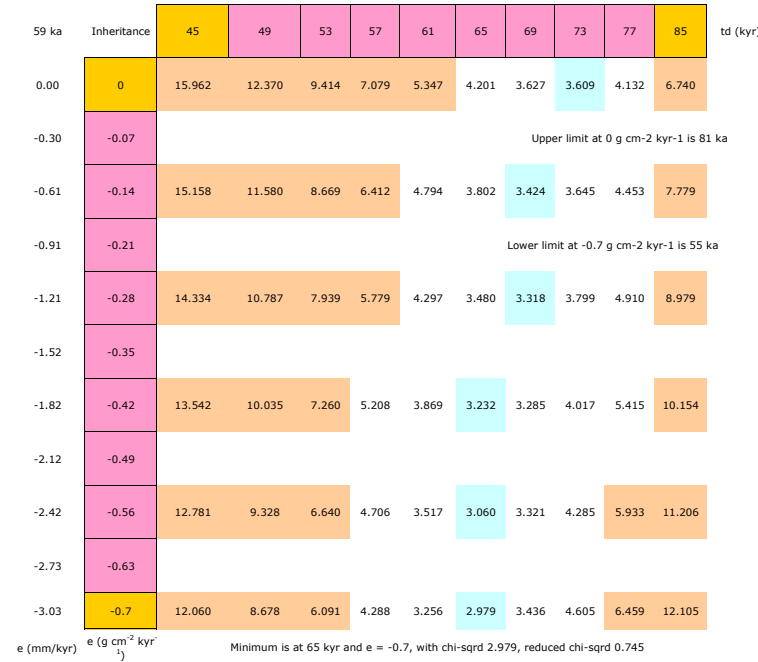 59 ka Inheritance 45 49 53 57 61 65 69 73 77 85 td (kyr)
0.00 0 15.962 12.370 9.414 7.079 5.347 4.201 3.627 3.609 4.132 6.740
-0.30 -0.07 Upper limit at 0 g cm-2 kyr-1 is 81 ka
-0.61 -0.14 15.158 11.580 8.669 6.412 4.794 3.802 3.424 3.645 4.453 7.779
-0.91 -0.21 Lower limit at -0.7 g cm-2 kyr-1 is 55 ka
-1.21 -0.28 14.334 10.787 7.939 5.779 4.297 3.480 3.318 3.799 4.910 8.979
-1.52 -0.35
-1.82 -0.42 13.542 10.035 7.260 5.208 3.869 3.232 3.285 4.017 5.415 10.154
-2.12 -0.49
-2.42 -0.56 12.781 9.328 6.640 4.706 3.517 3.060 3.321 4.285 5.933 11.206
-2.73 -0.63
-3.03 -0.7 12.060 8.678 6.091 4.288 3.256 2.979 3.436 4.605 6.459 12.105
e (mm/kyr) e (g cm-2 kyr-
1) Minimum is at 65 kyr and e = -0.7, with chi-sqrd 2.979, reduced chi-sqrd 0.745